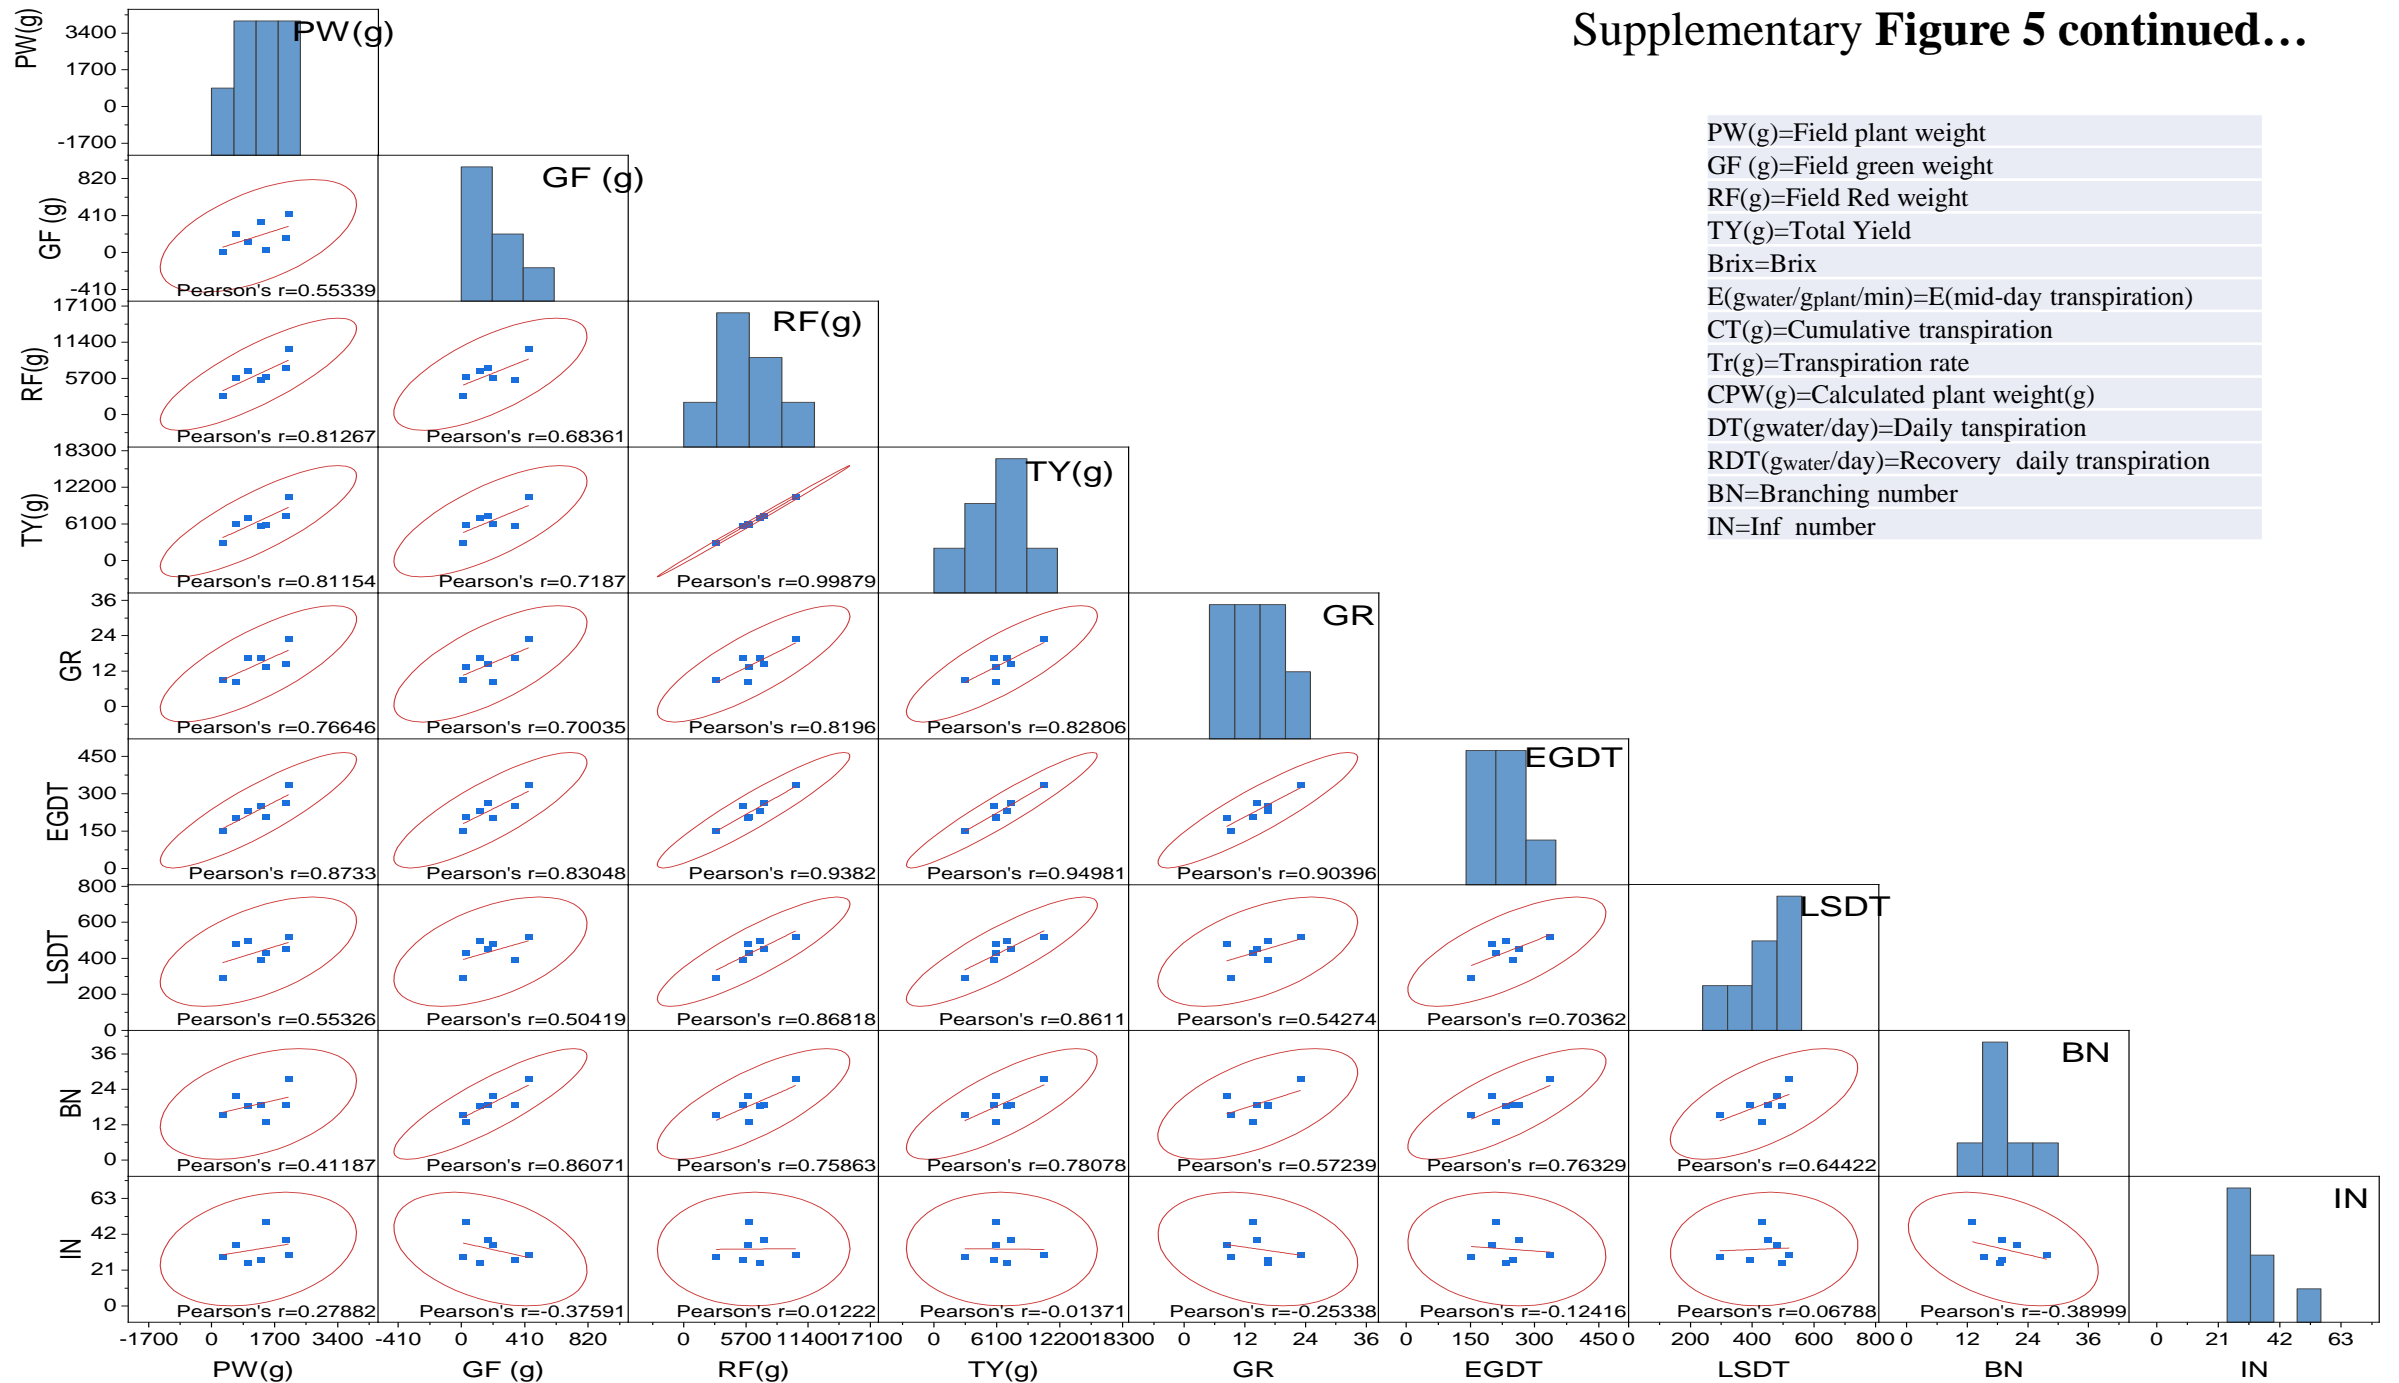 Supplementary Figure 5 continued…
PW(g)=Field plant weight
GF (g)=Field green weight
RF(g)=Field Red weight
TY(g)=Total Yield
Brix=Brix
E(gwater/gplant/min)=E(mid-day transpiration)
CT(g)=Cumulative transpiration
Tr(g)=Transpiration rate
CPW(g)=Calculated plant weight(g)
DT(gwater/day)=Daily tanspiration
RDT(gwater/day)=Recovery  daily transpiration
BN=Branching number
IN=Inf  number
PW(g)
3400
1700
0
-1700
PW(g)
GF (g)
820
410
0
-410
Pearson's r=0.55339
GF (g)
RF(g)
17100
11400
5700
0
Pearson's r=0.81267
Pearson's r=0.68361
RF(g)
TY(g)
18300
12200
6100
0
Pearson's r=0.81154
Pearson's r=0.7187
Pearson's r=0.99879
TY(g)
GR
36
24
12
0
Pearson's r=0.76646
Pearson's r=0.70035
Pearson's r=0.8196
Pearson's r=0.82806
GR
EGDT
450
300
150
0
Pearson's r=0.8733
Pearson's r=0.83048
Pearson's r=0.9382
Pearson's r=0.94981
Pearson's r=0.90396
EGDT
LSDT
800
600
400
200
0
Pearson's r=0.55326
Pearson's r=0.50419
Pearson's r=0.86818
Pearson's r=0.8611
Pearson's r=0.54274
Pearson's r=0.70362
LSDT
BN
36
24
12
0
Pearson's r=0.41187
Pearson's r=0.86071
Pearson's r=0.75863
Pearson's r=0.78078
Pearson's r=0.57239
Pearson's r=0.76329
Pearson's r=0.64422
BN
IN
63
42
21
0
Pearson's r=0.27882
Pearson's r=-0.37591
Pearson's r=0.01222
Pearson's r=-0.01371
Pearson's r=-0.25338
Pearson's r=-0.12416
Pearson's r=0.06788
Pearson's r=-0.38999
IN
-1700 0 1700 3400 -410 0 410 820 0 5700 11400 17100 0 6100 12200 18300 0 12 24 36 0 150 300 450 0 200 400 600 800 0 12 24 36 0 21 42 63
PW(g) GF (g) RF(g) TY(g) GR EGDT LSDT BN IN